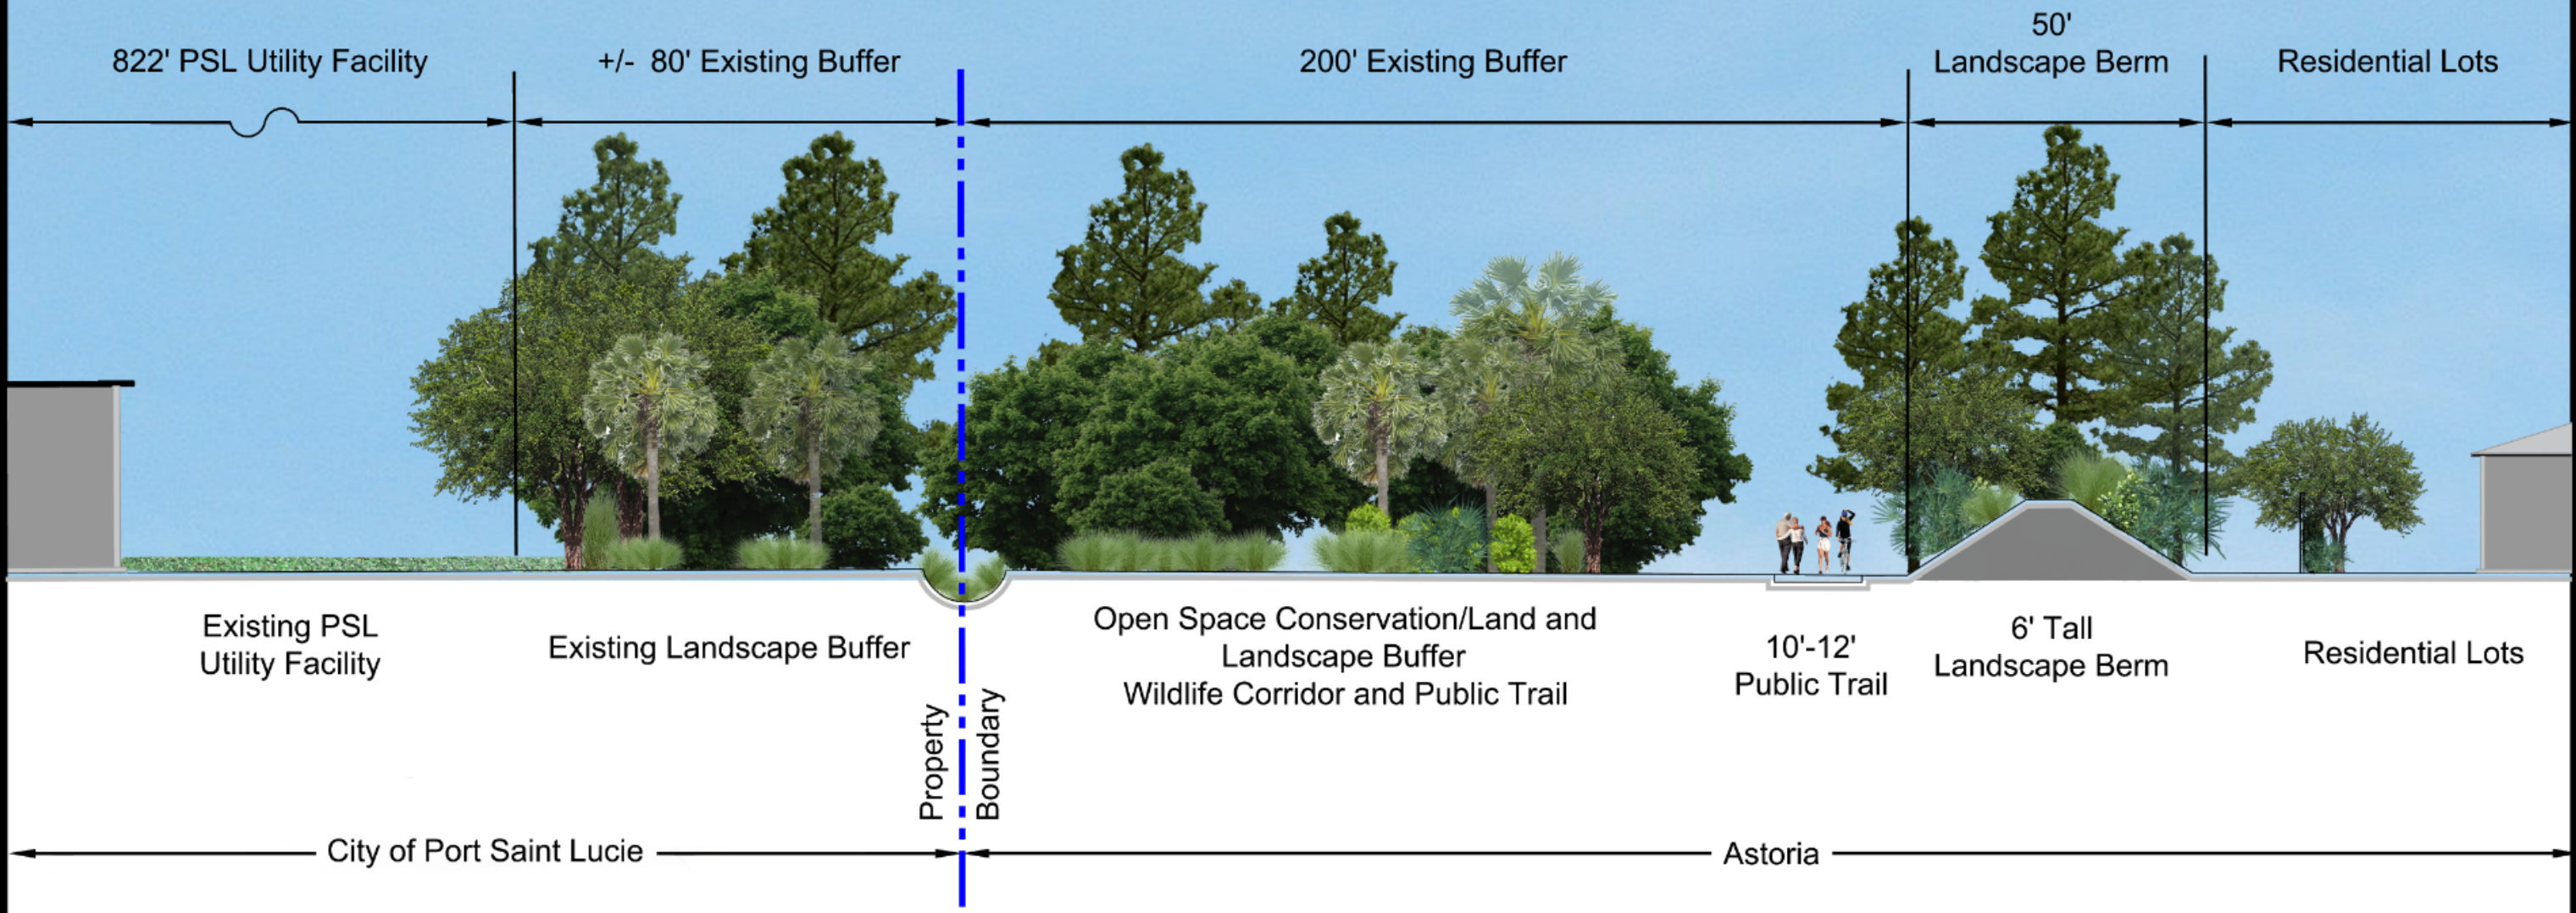 822' PSL Utility Facility
+/-  80' Existing Buffer
200' Existing Buffer
50'
Landscape Berm
Residential Lots
Existing PSL
Utility Facility
Existing Landscape Buffer
Open Space Conservation/Land and
Landscape Buffer
Wildlife Corridor and Public Trail
10'-12'
Public Trail
6' Tall
Landscape Berm
Residential Lots
Property
Boundary
City of Port Saint Lucie
Astoria